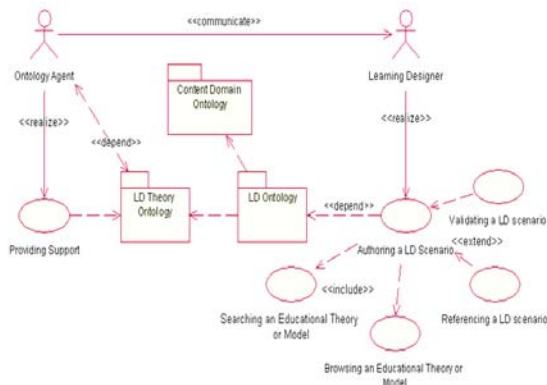 <<communicate>>
Ontology Agent
Learning Designer
Content Domain
Ontology
<<realize>>
<<realize>>
<<depend>>
LD Theory
Ontology
LD Ontology
<<depend>>
Providing Support
Authoring a LD Scenario
Validating a LD scenario
<<extend>>
<<include>>
Searching an Educational Theory
or Model
Referencing a LD scenario
Browsing an Educational Theory or
Model